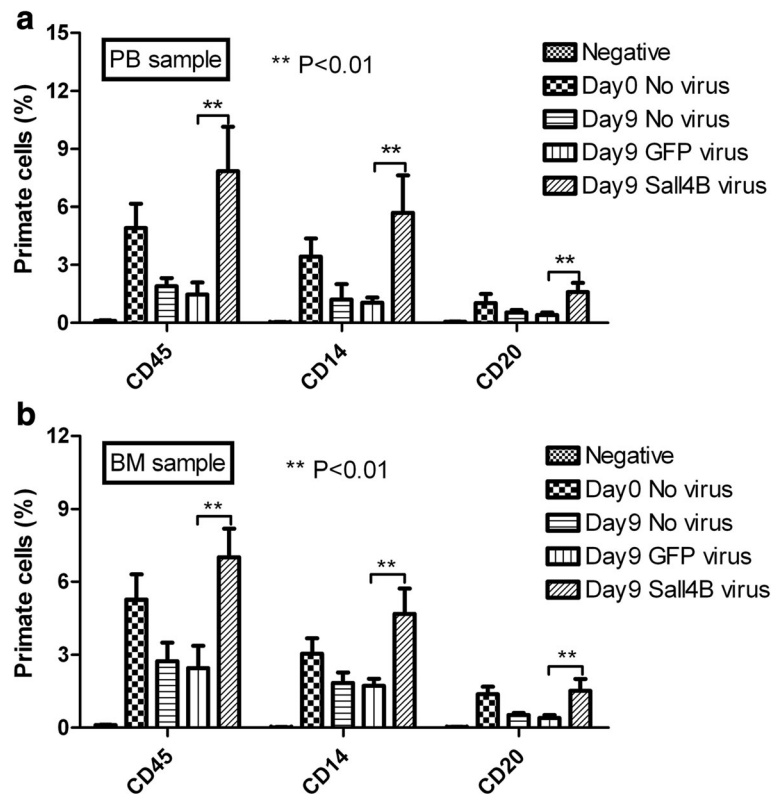 a
15
12
9
6
3
0
Primate cells (%)
PB sample
** P<0.01
**
**
**
Negative
Day0 No virus
Day9 No virus
Day9 GFP virus
Day9 Sall4B virus
CD45
CD14
CD20
b
12
9
6
3
0
Primate cells (%)
BM sample
** P<0.01
**
**
**
Negative
Day0 No virus
Day9 No virus
Day9 GFP virus
Day9 Sall4B virus
CD45
CD14
CD20